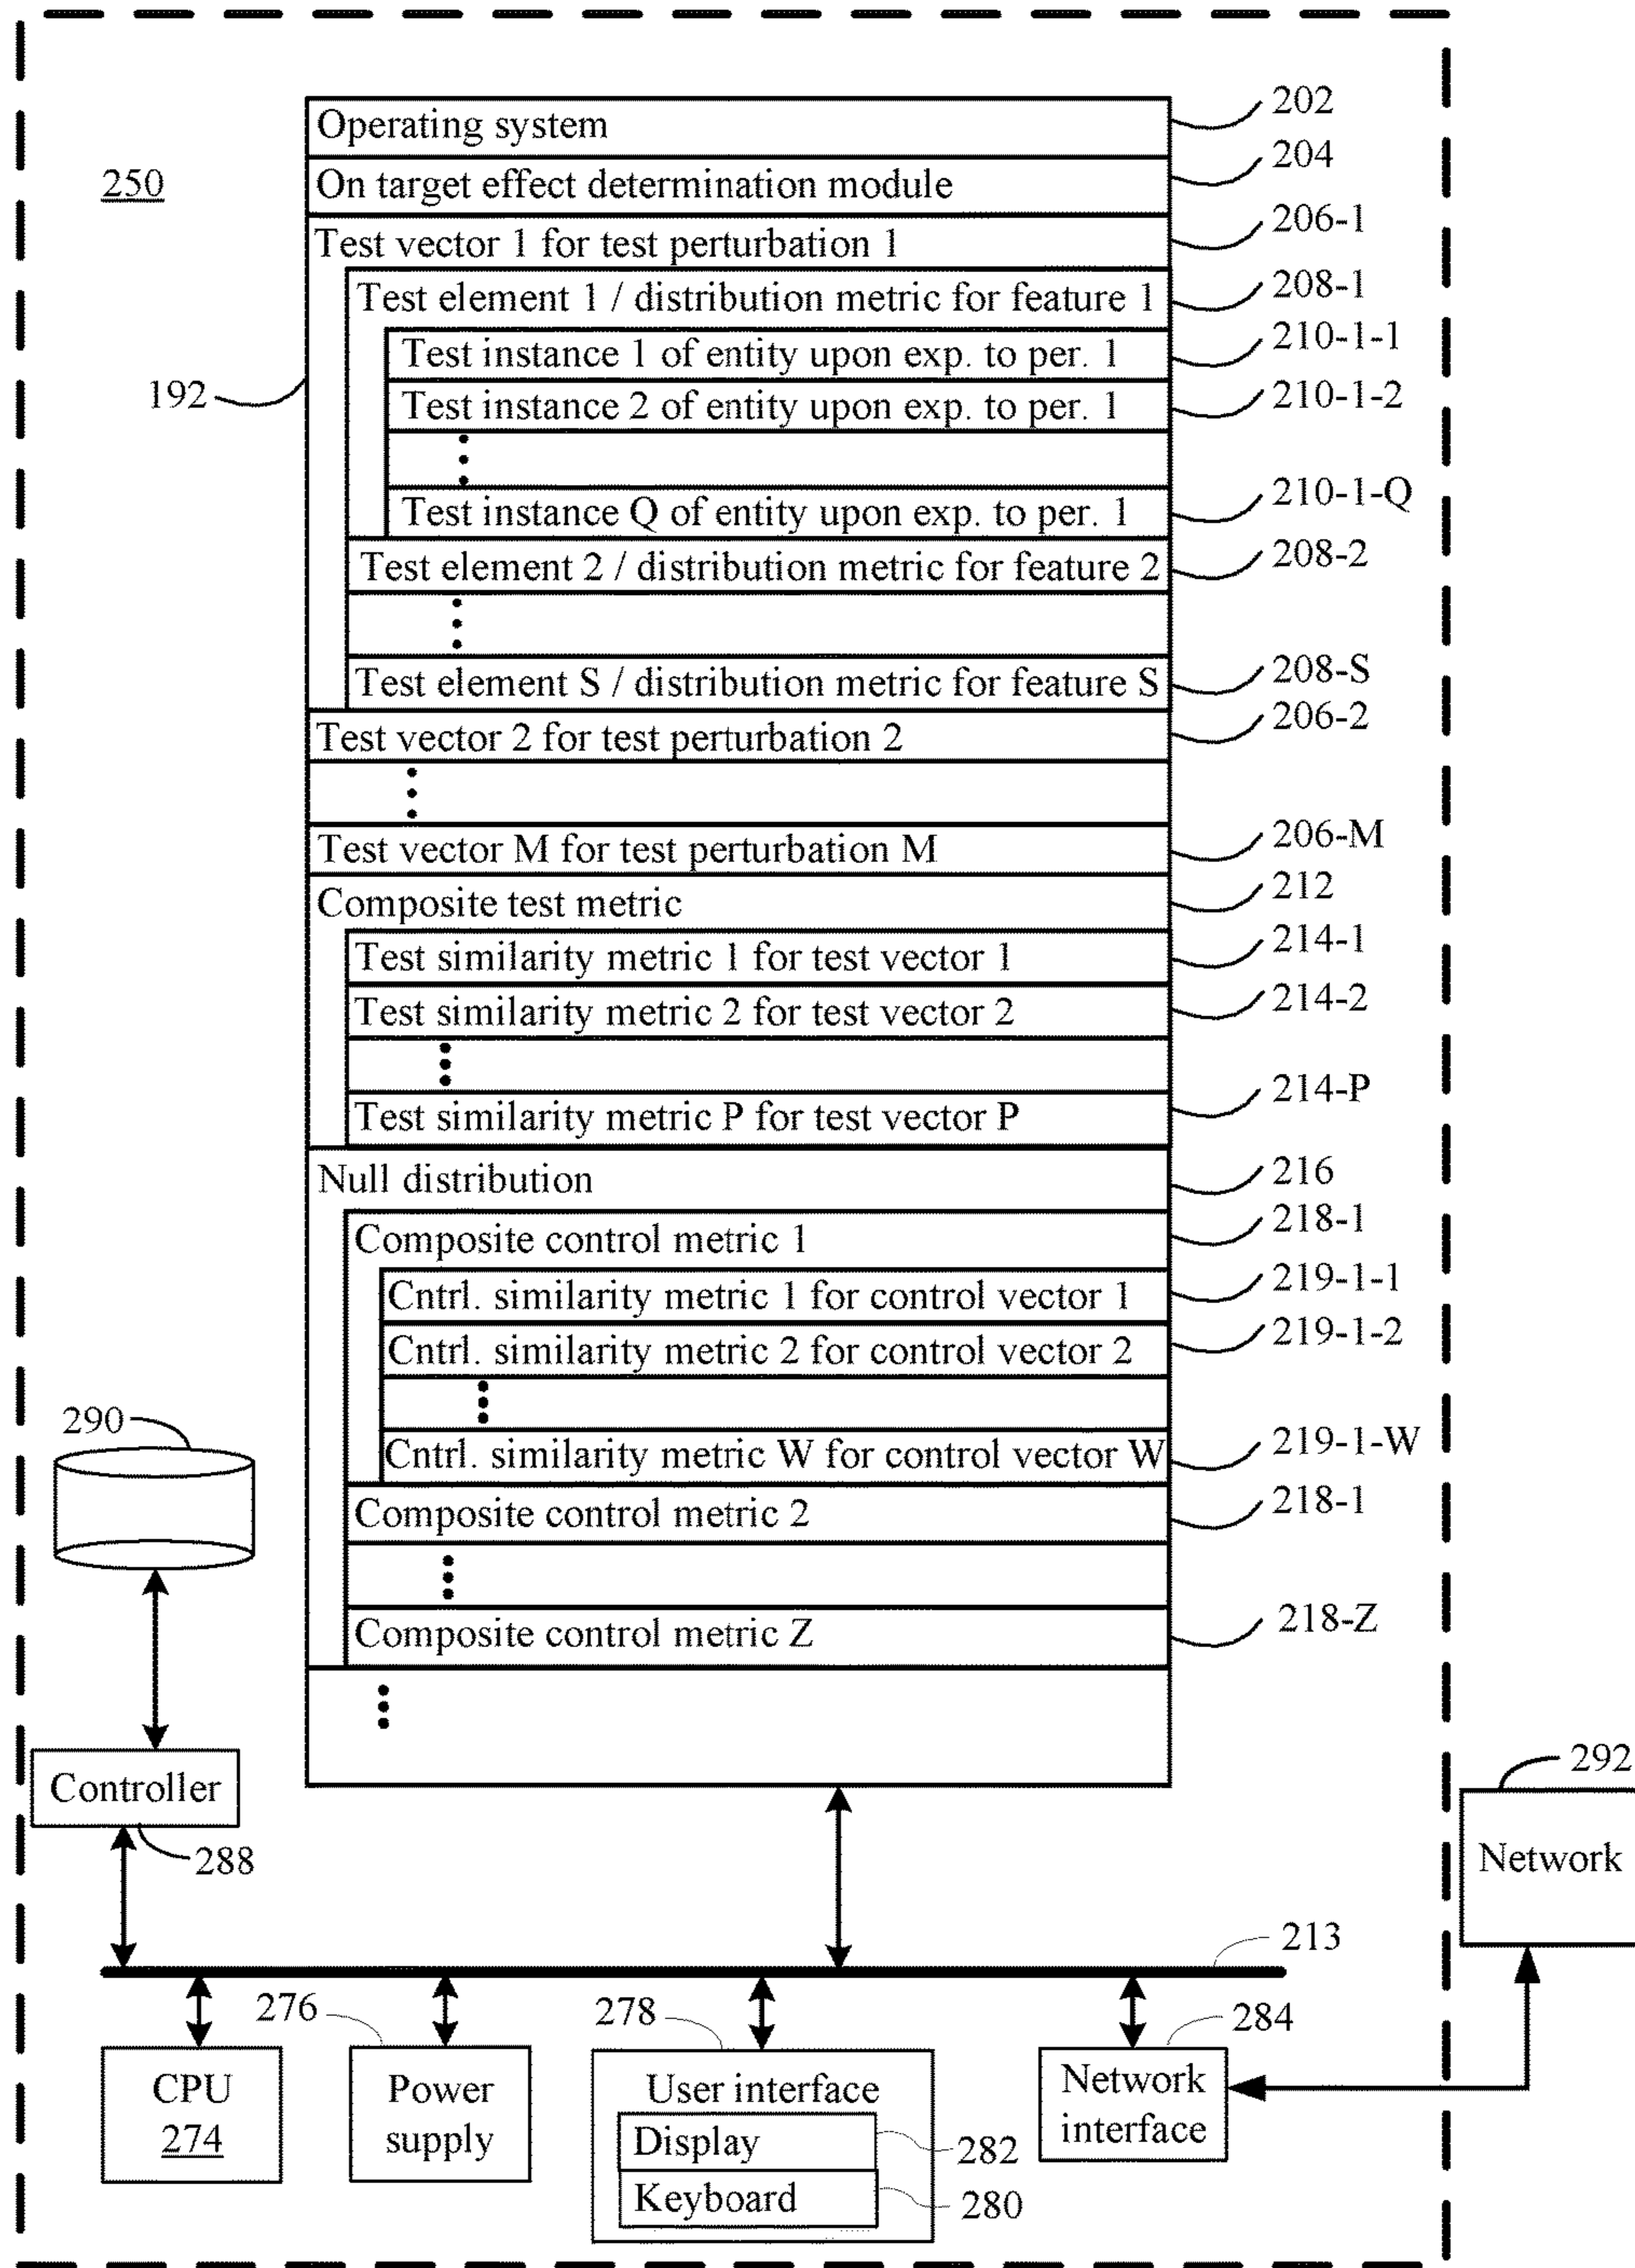 Operating system
202
250
On target effect determination module
204
Test vector 1 for test perturbation 1
206-1
Test element 1 / distribution metric for feature 1
208-1
Test instance 1 of entity upon exp. to per. 1
210-1-1
192
Test instance 2 of entity upon exp. to per. 1
210-1-2
Test instance Q of entity upon exp. to per. 1
210-1-Q
Test element 2 / distribution metric for feature 2
208-2
Test element S / distribution metric for feature S
208-S
Test vector 2 for test perturbation 2
206-2
Test vector M for test perturbation M
206-M
Composite test metric
212
Test similarity metric 1 for test vector 1
214-1
Test similarity metric 2 for test vector 2
214-2
Test similarity metric P for test vector P
214-P
Null distribution
216
Composite control metric 1
218-1
Cntrl. similarity metric 1 for control vector 1
219-1-1
Cntrl. similarity metric 2 for control vector 2
219-1-2
290
Cntrl. similarity metric W for control vector W
219-1-W
Composite control metric 2
218-1
Composite control metric Z
218-Z
Controller
288
292
Network
213
276
278
284
CPU
274
Power
supply
User interface
Display
282
Keyboard
280
Network
interface